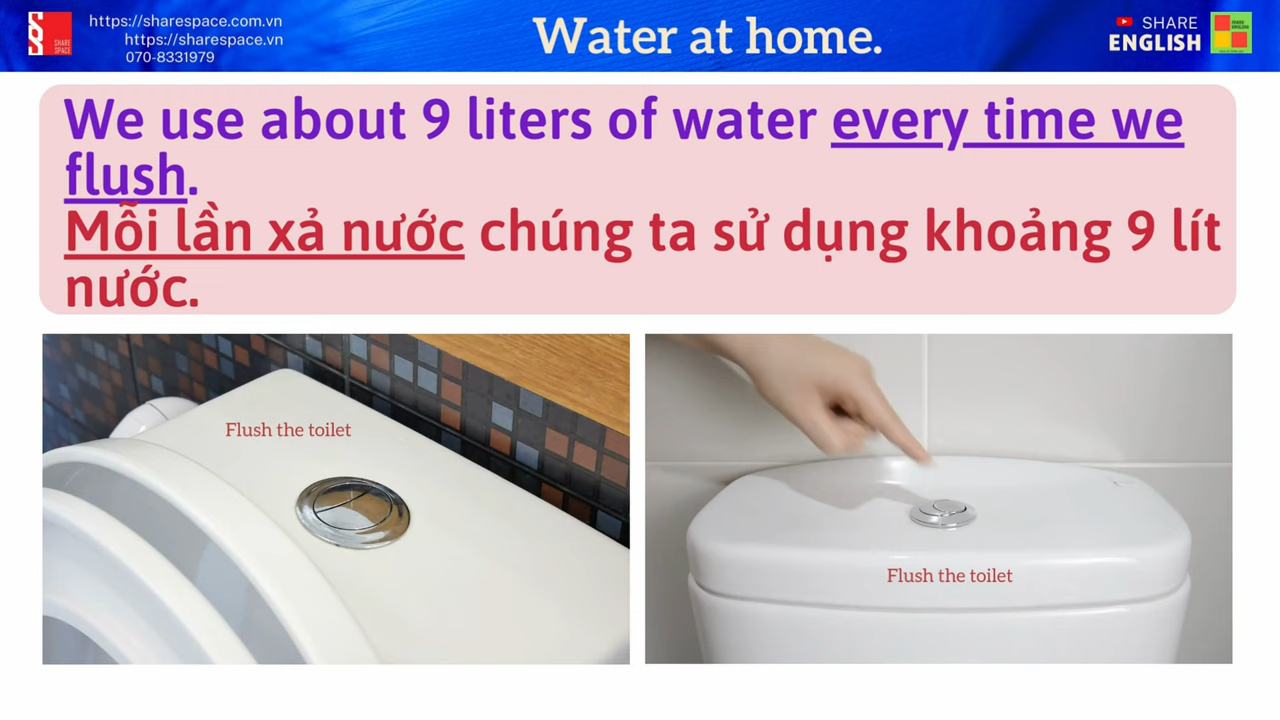 https://sharespace.com.vn
https://sharespace.vn
070-8331979
SHARE
SPACE
Water at home.
SHARE
ENGLISH
We use about 9 liters of water every time we
flush.
Mỗi lần xả nước chúng ta sử dụng khoảng 9 lít
nước.
Flush the toilet
Flush the toilet